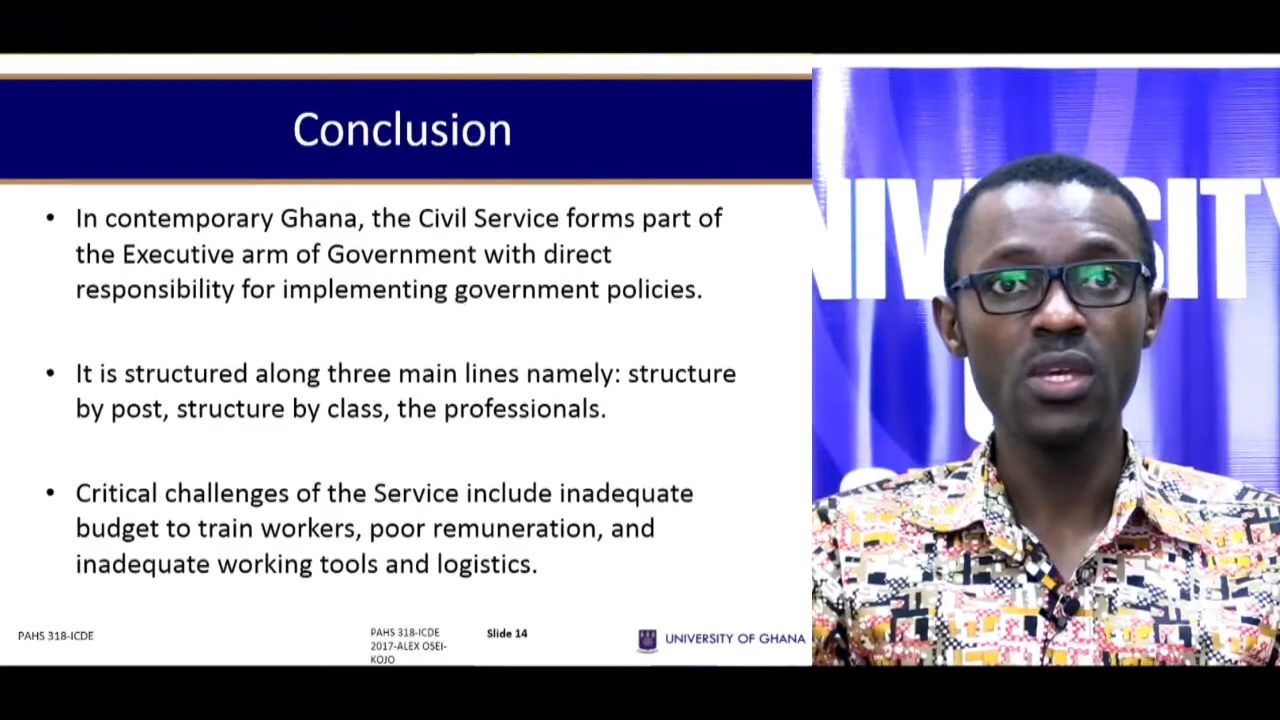 Conclusion
• In contemporary Ghana, the Civil Service forms part of
the Executive arm of Government with direct
responsibility for implementing government policies.
• It is structured along three main lines namely: structure
by post, structure by class, the professionals.
• Critical challenges of the Service include inadequate
budget to train workers, poor remuneration, and
inadequate working tools and logistics.
PAHS 318-ICDE
PAHS 318-ICDE
2017-ALEX OSEI-
KOJO
Slide 14
UNIVERSITY OF GHANA